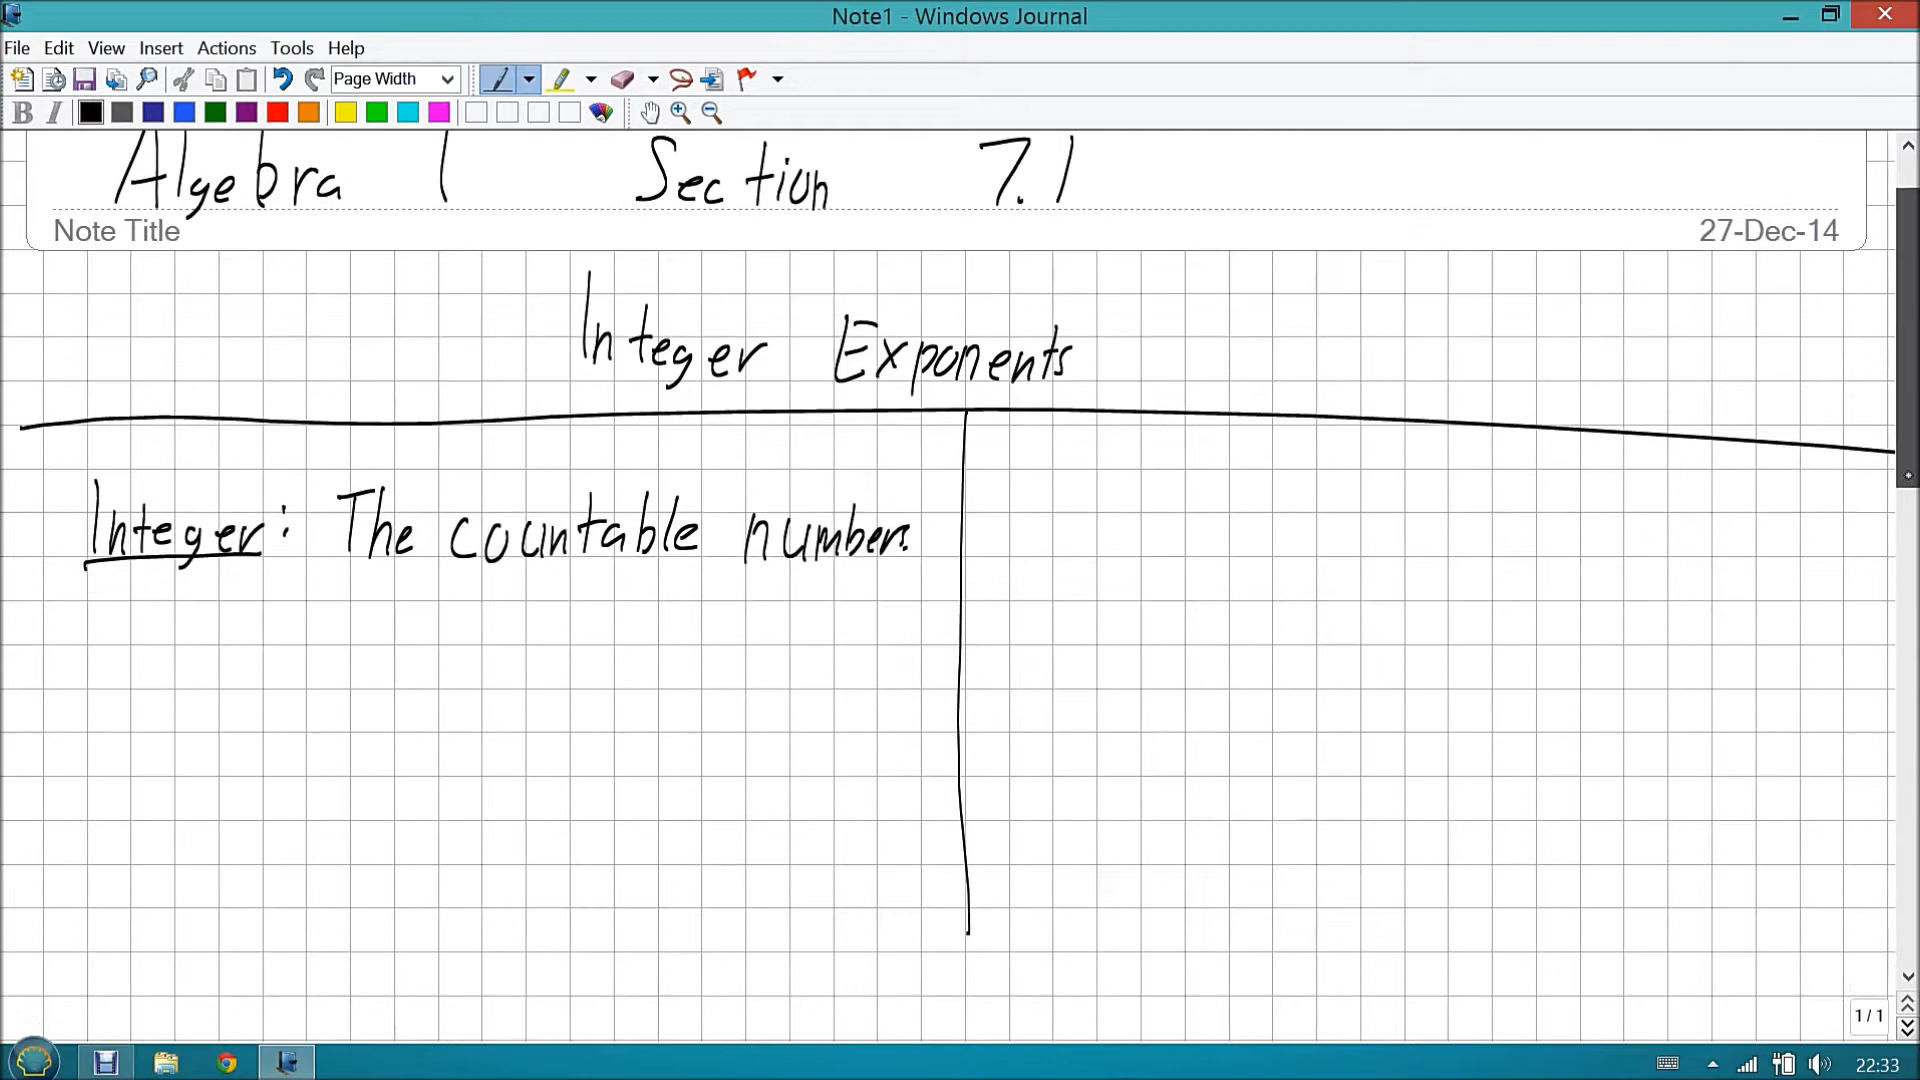 Note1 - Windows Journal
File Edit View Insert Actions Tools Help
Page Width
B I
Algebra 1 Section 7.1
Note Title 27-Dec-14
Integer Exponents
Integer: The countable numbers
1 / 1
22:33